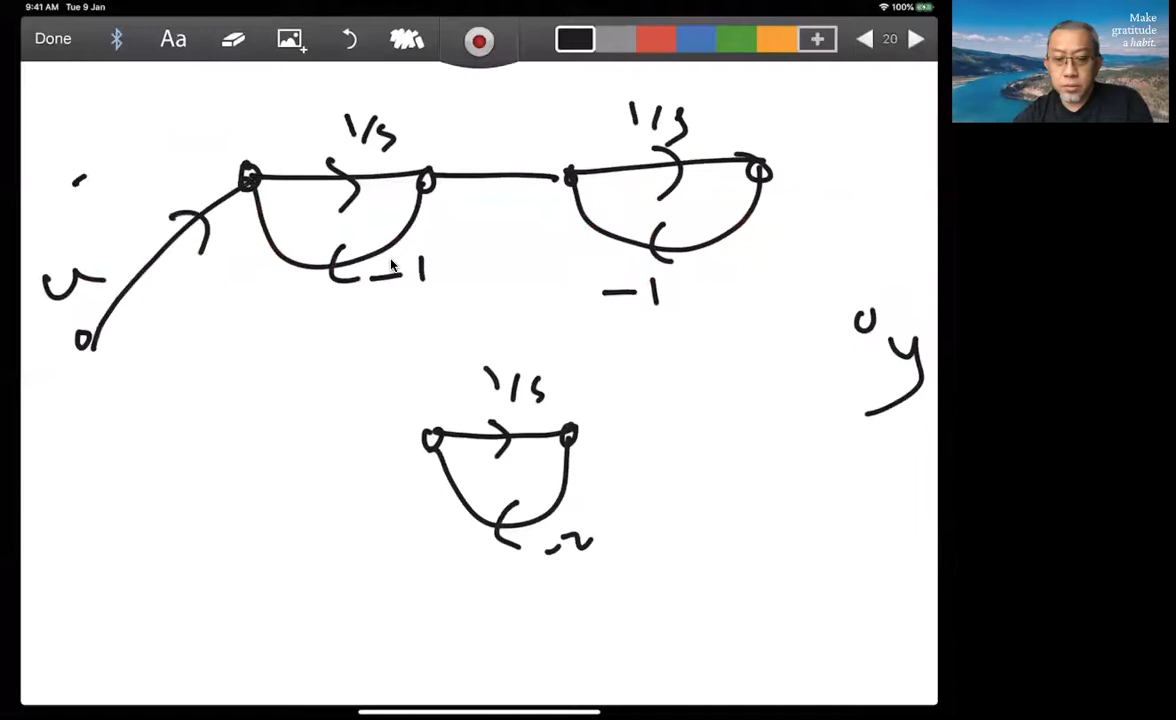 9:41 AM Tue 9 Jan
100%
Done
Aa
20
Make
gratitude
a habit.
1/s
1/s
-1
-1
u
y
1/s
-2